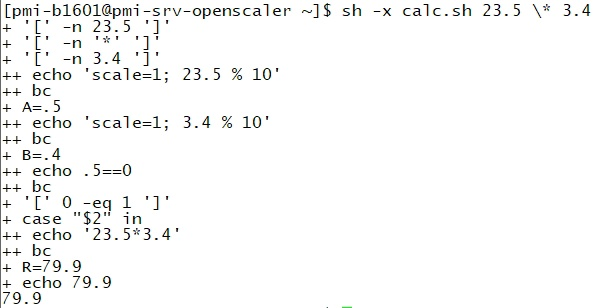 [pmi-b1601@pmi-srv-openscaler ~]$ sh -x calc.sh 23.5 \* 3.4
+ '[' -n 23.5 ']'
+ '[' -n '*' ']'
+ '[' -n 3.4 ']'
++ echo 'scale=1; 23.5 % 10'
++ bc
+ A=.5
++ echo 'scale=1; 3.4 % 10'
++ bc
+ B=.4
++ echo .5==0
++ bc
+ '[' 0 -eq 1 ']'
+ case "$2" in
++ echo '23.5*3.4'
++ bc
+ R=79.9
+ echo 79.9
79.9